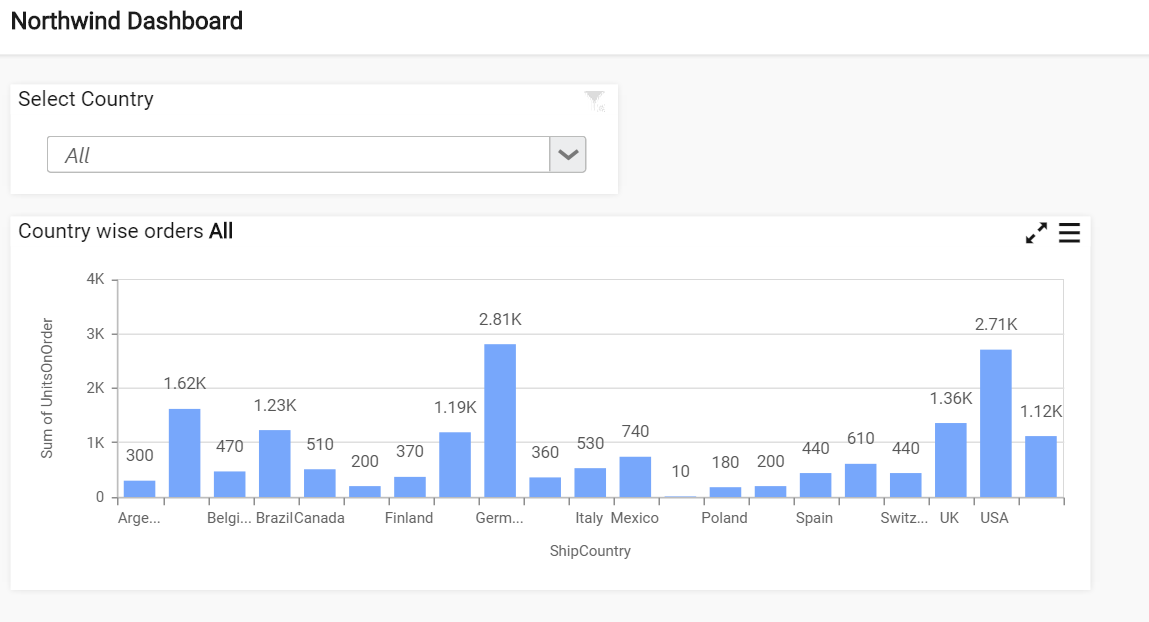 Northwind Dashboard
Select Country
All
Country wise orders All
Sum of UnitsOnOrder
4K
3K
2K
1K
0
300
1.62K
470
1.23K
510
200
370
1.19K
2.81K
360
530
740
10
180
200
440
610
440
1.36K
2.71K
1.12K
Arge... Belgi... Brazil Canada Finland Germ... Italy Mexico Poland Spain Switz... UK USA
ShipCountry